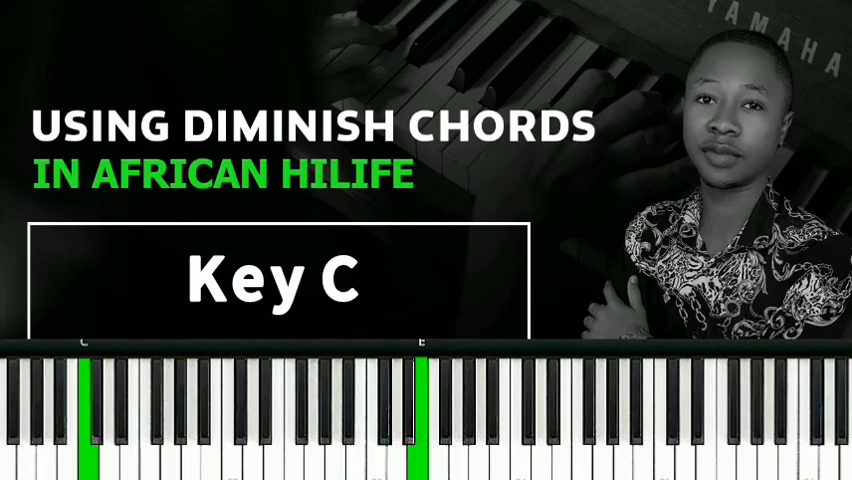 YAMAHA
USING DIMINISH CHORDS
IN AFRICAN HILIFE
Key C
C E